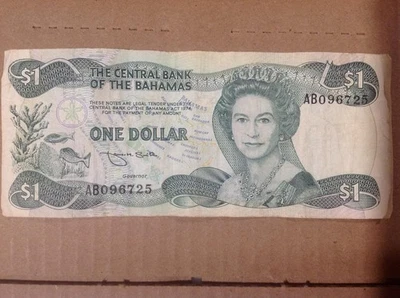 $1
THE CENTRAL BANK
OF THE BAHAMAS
$1
THESE NOTES ARE LEGAL TENDER UNDER THE
CENTRAL BANK OF THE BAHAMAS ACT 1974
FOR THE PAYMENT OF ANY AMOUNT
AB096725
ONE DOLLAR
Governor
$1
AB096725
$1